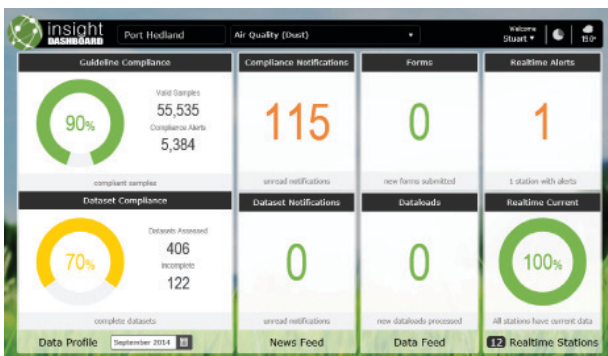 insight
DASHBOARD
Port Hedland
Air Quality (Dust)
Welcome
Stuart
15.0°
Guideline Compliance
90%
Valid Samples
55,535
Compliance Alerts
5,384
compliant samples
Compliance Notifications
115
unread notifications
Forms
0
new forms submitted
Realtime Alerts
1
1 station with alerts
Dataset Compliance
70%
Datasets Assessed
406
Incomplete
122
complete datasets
Dataset Notifications
0
unread notifications
Dataloads
0
new dataloads processed
Realtime Current
100%
All stations have current data
Data Profile
September 2014
News Feed
Data Feed
12 Realtime Stations